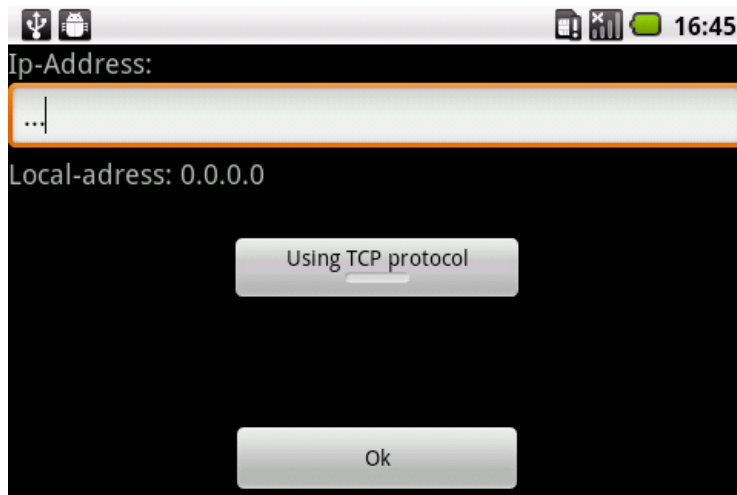 16:45
Ip-Address:
...
Local-adress: 0.0.0.0
Using TCP protocol
Ok